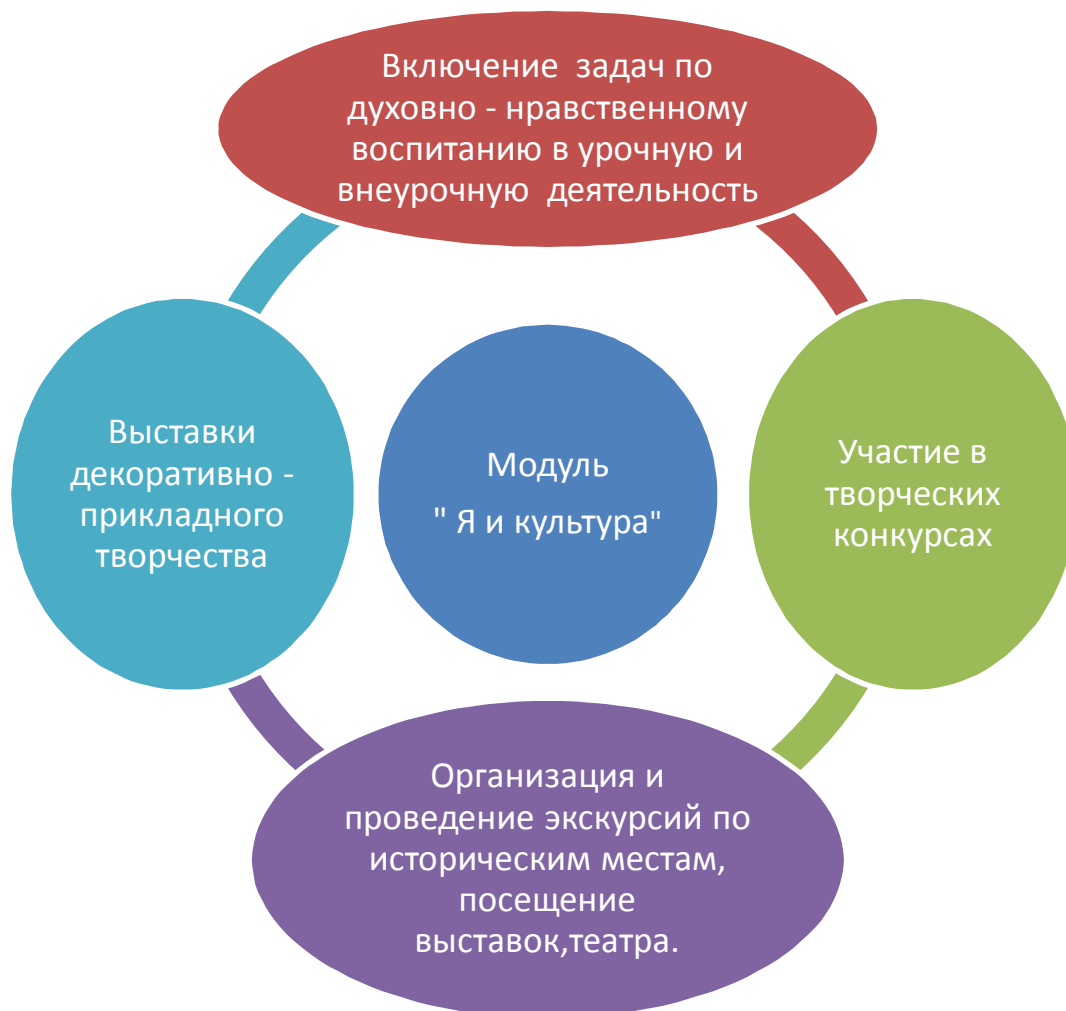 Включение задач по
духовно - нравственному
воспитанию в урочную и
внеурочную деятельность
Выставки
декоративно -
прикладного
творчества
Модуль
" Я и культура"
Участие в
творческих
конкурсах
Организация и
проведение экскурсий по
историческим местам,
посещение
выставок,театра.